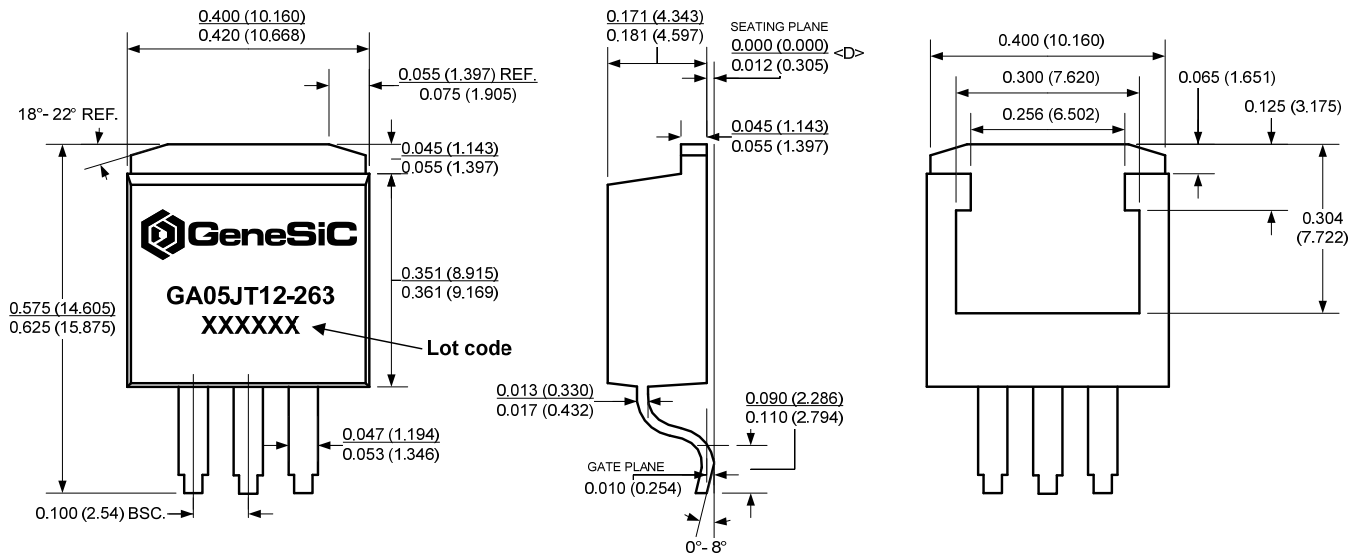 0.400 (10.160)
0.420 (10.668)
0.055 (1.397) REF.
0.075 (1.905)
18°- 22° REF.
0.045 (1.143)
0.055 (1.397)
GeneSiC
GA05JT12-263
XXXXXX
Lot code
0.351 (8.915)
0.361 (9.169)
0.575 (14.605)
0.625 (15.875)
0.047 (1.194)
0.053 (1.346)
0.100 (2.54) BSC.
0.171 (4.343)
0.181 (4.597)
SEATING PLANE
0.000 (0.000) <D>
0.012 (0.305)
0.045 (1.143)
0.055 (1.397)
0.013 (0.330)
0.017 (0.432)
0.090 (2.286)
0.110 (2.794)
GATE PLANE
0.010 (0.254)
0°- 8°
0.400 (10.160)
0.300 (7.620)
0.256 (6.502)
0.065 (1.651)
0.125 (3.175)
0.304
(7.722)